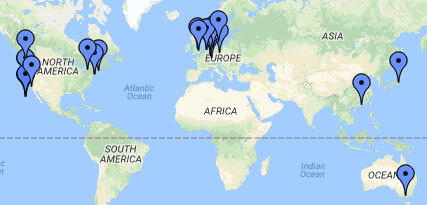 ASIA
NORTH
AMERICA
EUROPE
Atlantic
Ocean
AFRICA
SOUTH
AMERICA
Indian
Ocean
OCEAN